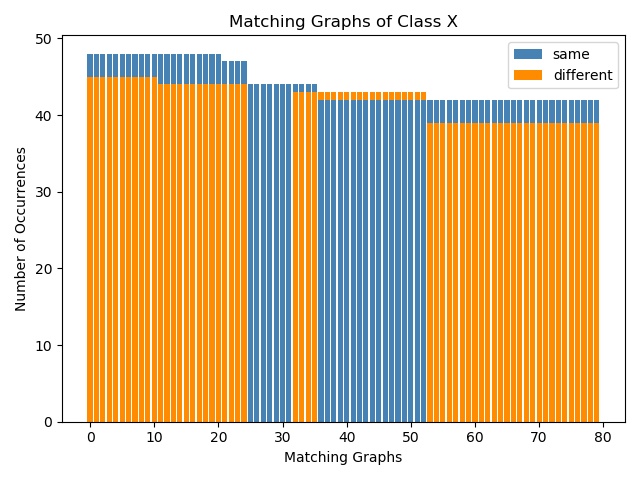 Matching Graphs of Class X
same
different
Number of Occurrences
50
40
30
20
10
0
0 10 20 30 40 50 60 70 80
Matching Graphs